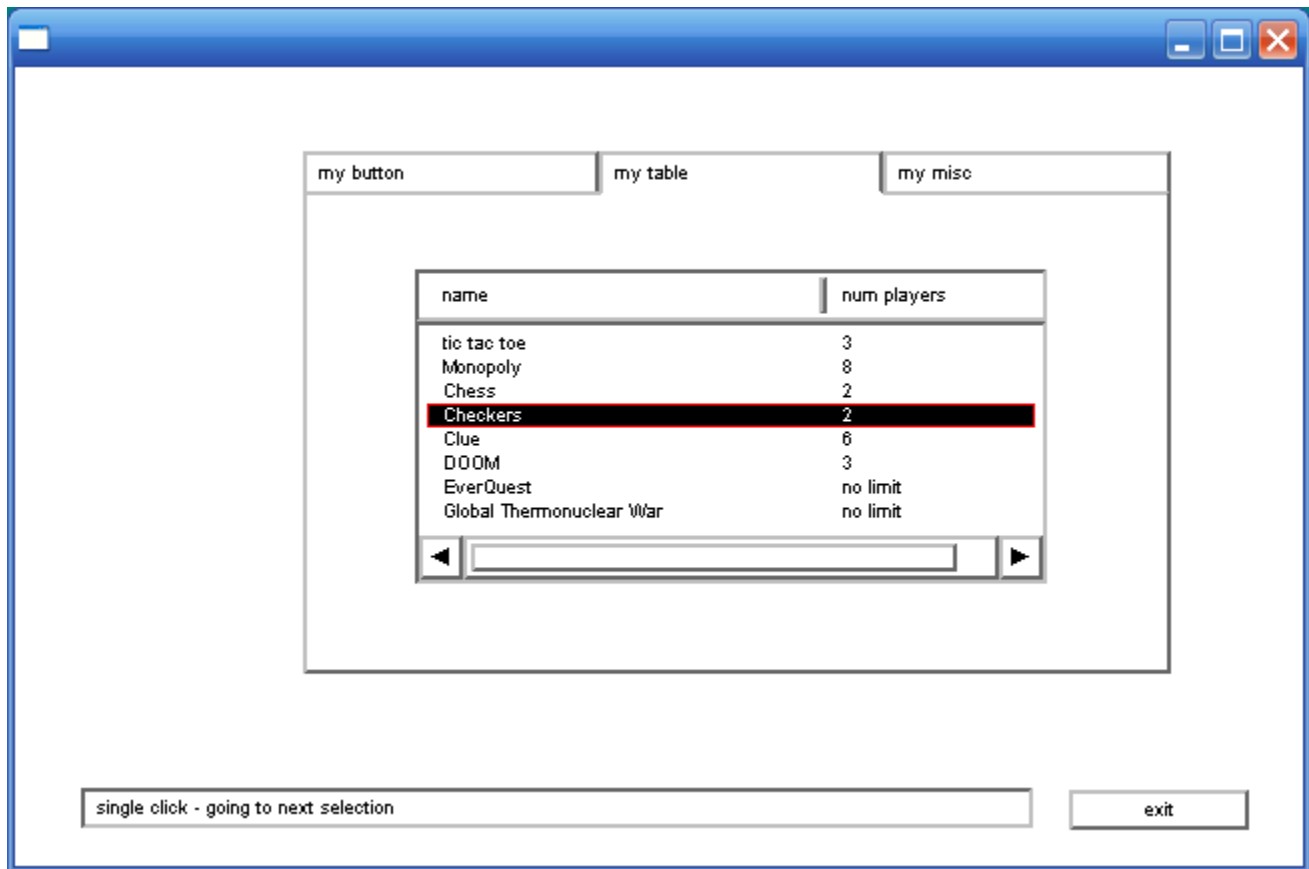 my button my table my misc
name num players
tic tac toe 3
Monopoly 8
Chess 2
Checkers 2
Clue 6
DOOM 3
EverQuest no limit
Global Thermonuclear War no limit
single click - going to next selection exit